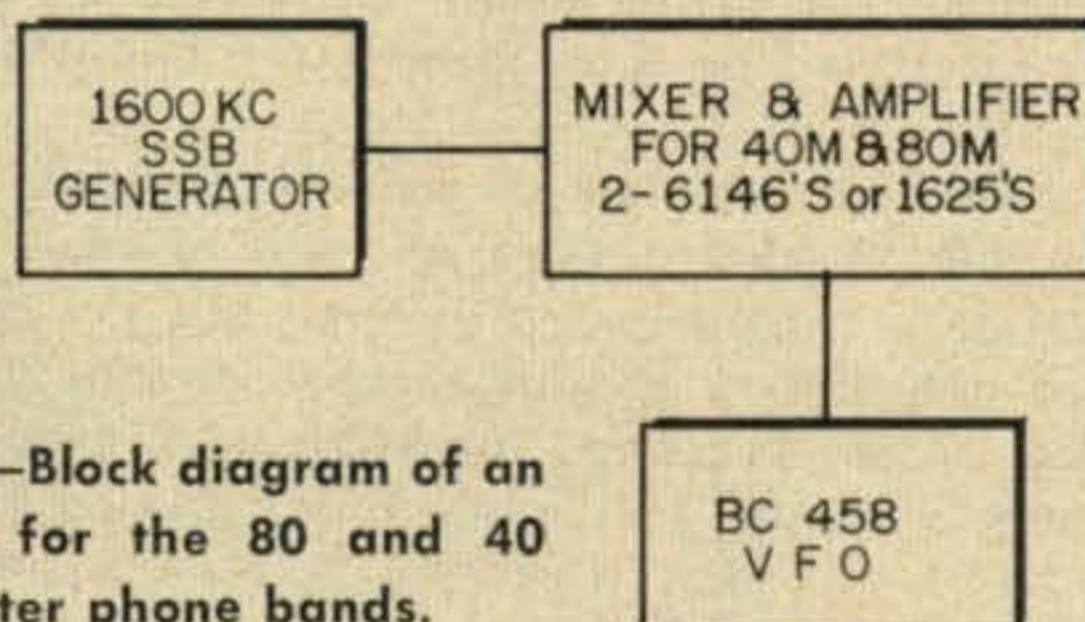 1600 KC
SSB
GENERATOR
MIXER & AMPLIFIER
FOR 40M & 80M
2-6146'S or 1625'S
BC 458
V F O
—Block diagram of an
for the 80 and 40
ter phone bands.